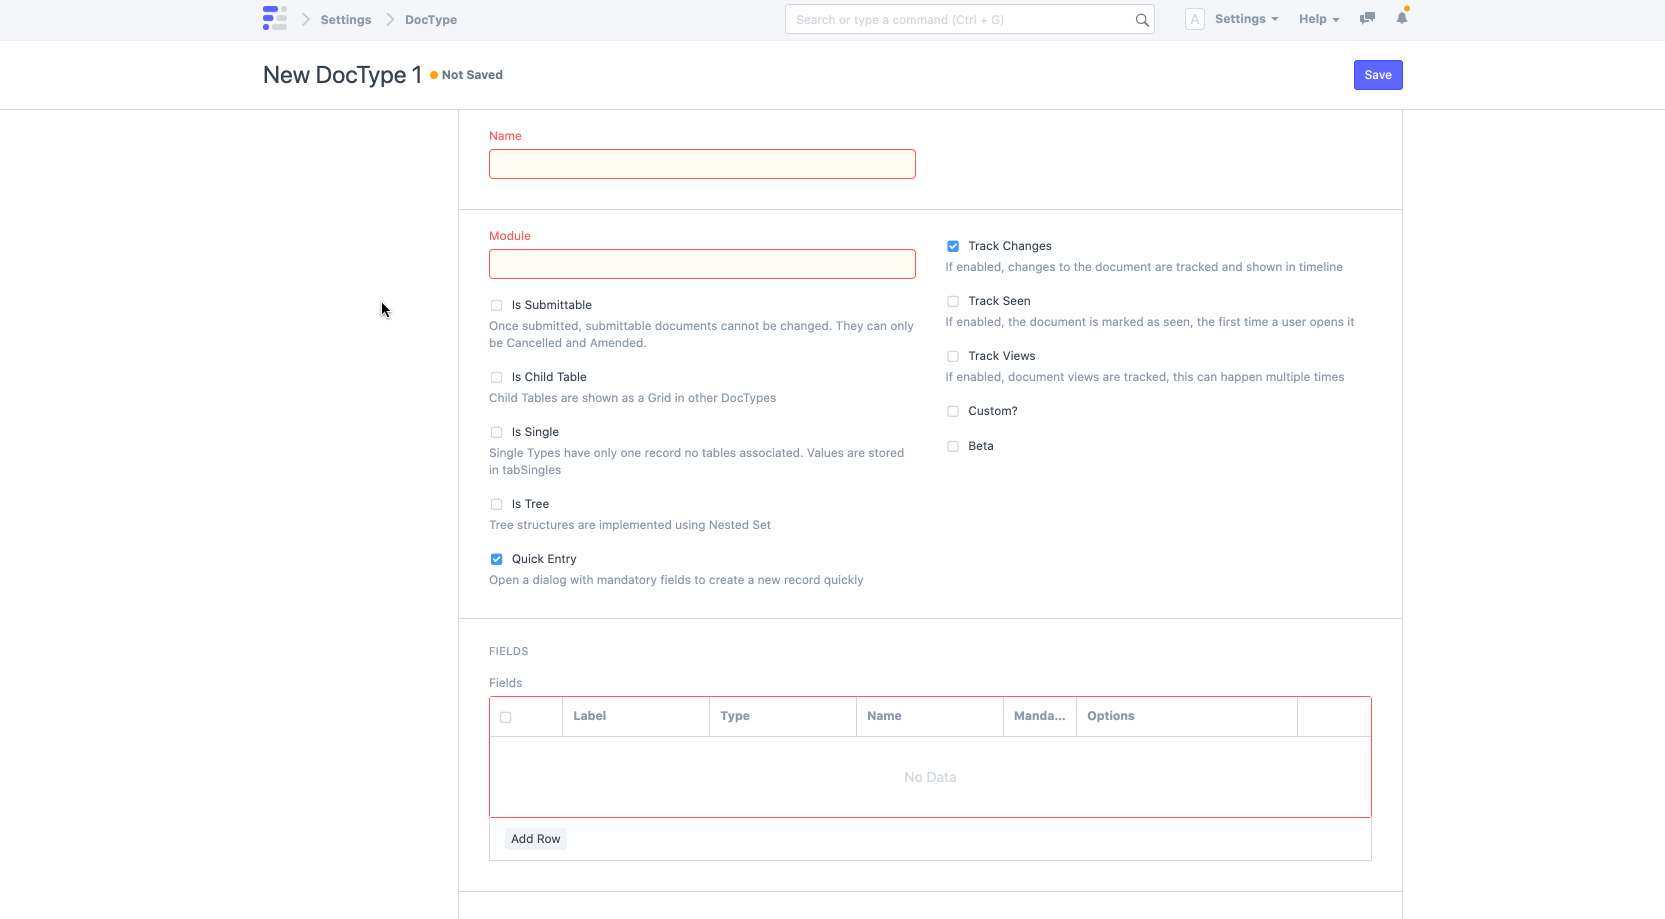 Settings
DocType
Search or type a command (Ctrl + G)
A
Settings
Help
New DocType 1
Not Saved
Save
Name
Module
Is Submittable
Once submitted, submittable documents cannot be changed. They can only
be Cancelled and Amended.
Is Child Table
Child Tables are shown as a Grid in other DocTypes
Is Single
Single Types have only one record no tables associated. Values are stored
in tabSingles
Is Tree
Tree structures are implemented using Nested Set
Quick Entry
Open a dialog with mandatory fields to create a new record quickly
Track Changes
If enabled, changes to the document are tracked and shown in timeline
Track Seen
If enabled, the document is marked as seen, the first time a user opens it
Track Views
If enabled, document views are tracked, this can happen multiple times
Custom?
Beta
FIELDS
Fields
Label
Type
Name
Manda...
Options
No Data
Add Row